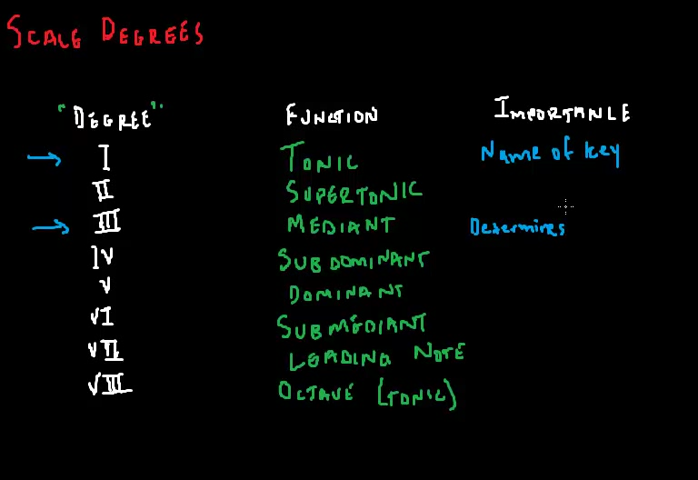 SCALE DEGREES
"DEGREE" FUNCTION IMPORTANCE
I TONIC Name of key
II SUPERTONIC
III MEDIANT Determines
IV SUBDOMINANT
V DOMINANT
VI SUBMEDIANT
VII LEADING NOTE
VIII OCTAVE (TONIC)